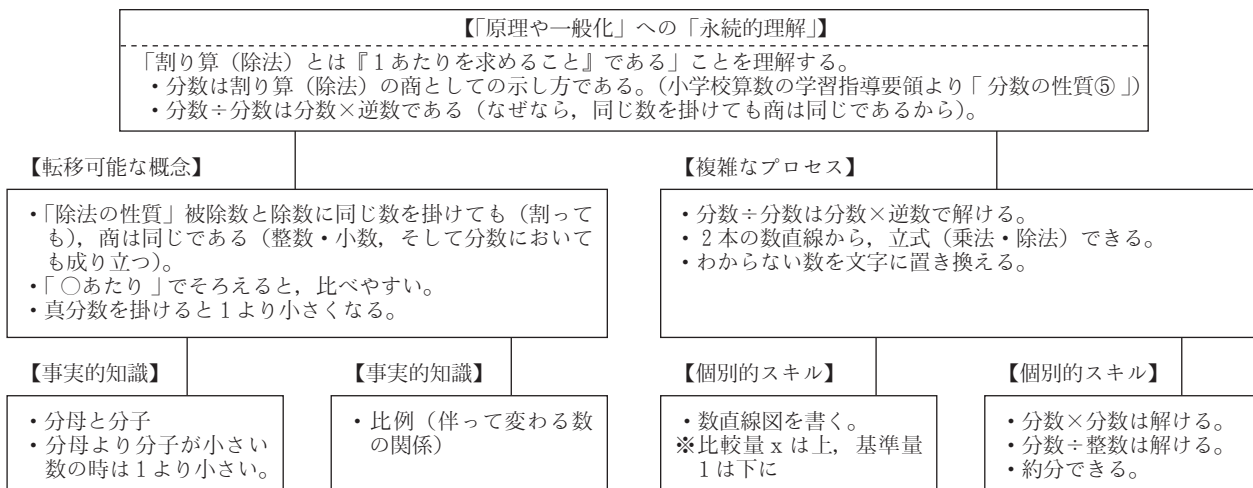 【「原理や一般化」への「永続的理解」】
「割り算（除法）とは『１あたりを求めること』である」ことを理解する。
・分数は割り算（除法）の商としての示し方である。（小学校算数の学習指導要領より「 分数の性質⑤ 」）
・分数÷分数は分数×逆数である（なぜなら，同じ数を掛けても商は同じであるから）。
【転移可能な概念】
・「除法の性質」被除数と除数に同じ数を掛けても（割って
も），商は同じである（整数・小数，そして分数において
も成り立つ）。
・「 ○あたり 」でそろえると，比べやすい。
・真分数を掛けると１より小さくなる。
【複雑なプロセス】
・分数÷分数は分数×逆数で解ける。
・２本の数直線から，立式（乗法・除法）できる。
・わからない数を文字に置き換える。
【事実的知識】
・分母と分子
・分母より分子が小さい
数の時は１より小さい。
【事実的知識】
・比例（伴って変わる数
の関係）
【個別的スキル】
・数直線図を書く。
※比較量 x は上，基準量
１は下に
【個別的スキル】
・分数×分数は解ける。
・分数÷整数は解ける。
・約分できる。